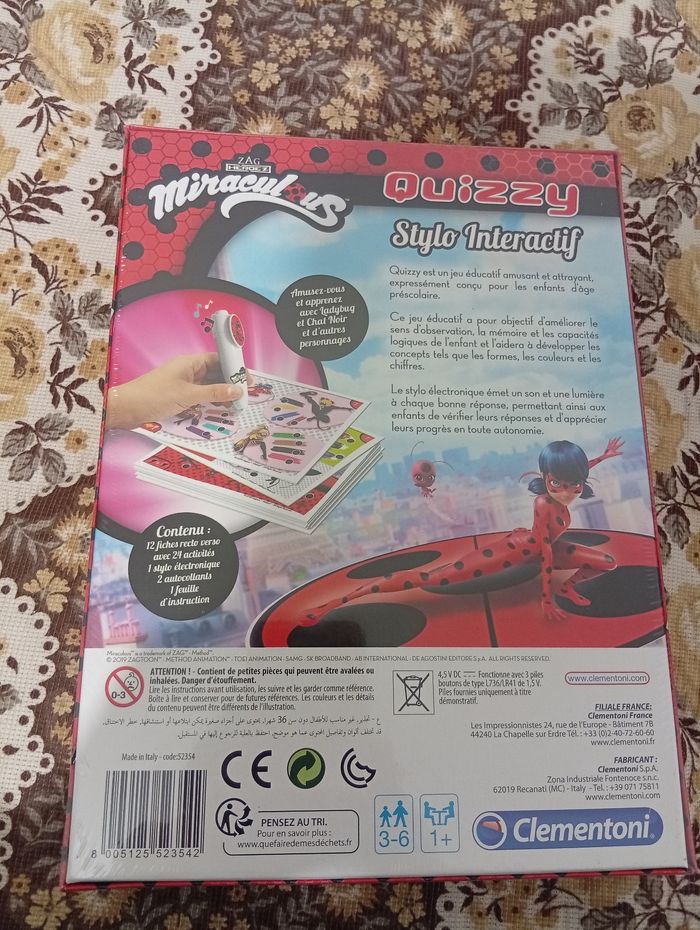 ZAG
HEROEZ
Miraculous
Quizzy
Stylo Interactif
Quizzy est un jeu éducatif amusant et attrayant,
expressément conçu pour les enfants d'âge
préscolaire.
Ce jeu éducatif a pour objectif d'améliorer le
sens d'observation, la mémoire et les capacités
logiques de l'enfant et l'aidera à développer les
concepts tels que les formes, les couleurs et les
chiffres.
Le stylo électronique émet un son et une lumière
à chaque bonne réponse, permettant ainsi aux
enfants de vérifier leurs réponses et d'apprécier
leurs progrès en toute autonomie.
Amusez-vous
et apprenez
avec Ladybug
et Chat Noir
et d'autres
personnages
Contenu :
12 fiches recto verso
avec 24 activités
1 stylo électronique
2 autocollants
1 feuille
d'instruction
Miraculous™ is a trademark of ZAG™ - Method™.
© 2019 ZAGTOON™ - METHOD ANIMATION™ - TOEI ANIMATION - SAMG - SK BROADBAND - AB INTERNATIONAL - DE AGOSTINI EDITORE S.p.A. ALL RIGHTS RESERVED.
0-3
ATTENTION ! - Contient de petites pièces qui peuvent être avalées ou
inhalées. Danger d'étouffement.
Lire les instructions avant utilisation, les suivre et les garder comme référence.
Boîte à lire et conserver pour de futures références. Les couleurs et les détails
du contenu peuvent être différents de l'illustration.
4,5 V DC Fonctionne avec 3 piles
boutons de type L736/LR41 de 1,5 V.
Piles fournies uniquement à titre
démonstratif.
www.clementoni.com
FILIALE FRANCE:
Clementoni France
Les Impressionnistes 24, rue de l'Europe - Bâtiment 7B
44240 La Chapelle sur Erdre Tél.: +33 (0)2-40-72-60-60
www.clementoni.fr
FABRICANT :
Clementoni S.p.A.
Zona Industriale Fontenoce s.n.c.
62019 Recanati (MC) - Italy - Tel.: +39 071 75811
www.clementoni.com
Made in Italy - code:52354
8 005125 523542
CE
PENSEZ AU TRI.
Pour en savoir plus :
www.quefairedemesdéchets.fr
3-6
1+
Clementoni